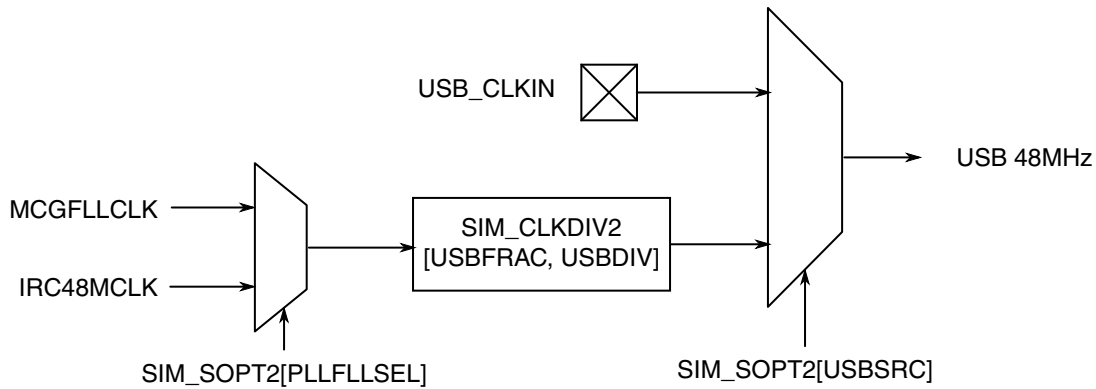 USB_CLKIN
USB 48MHz
MCGFLLCLK
SIM_CLKDIV2
[USBFRAC, USBDIV]
IRC48MCLK
SIM_SOPT2[PLLFLLSEL]
SIM_SOPT2[USBSRC]